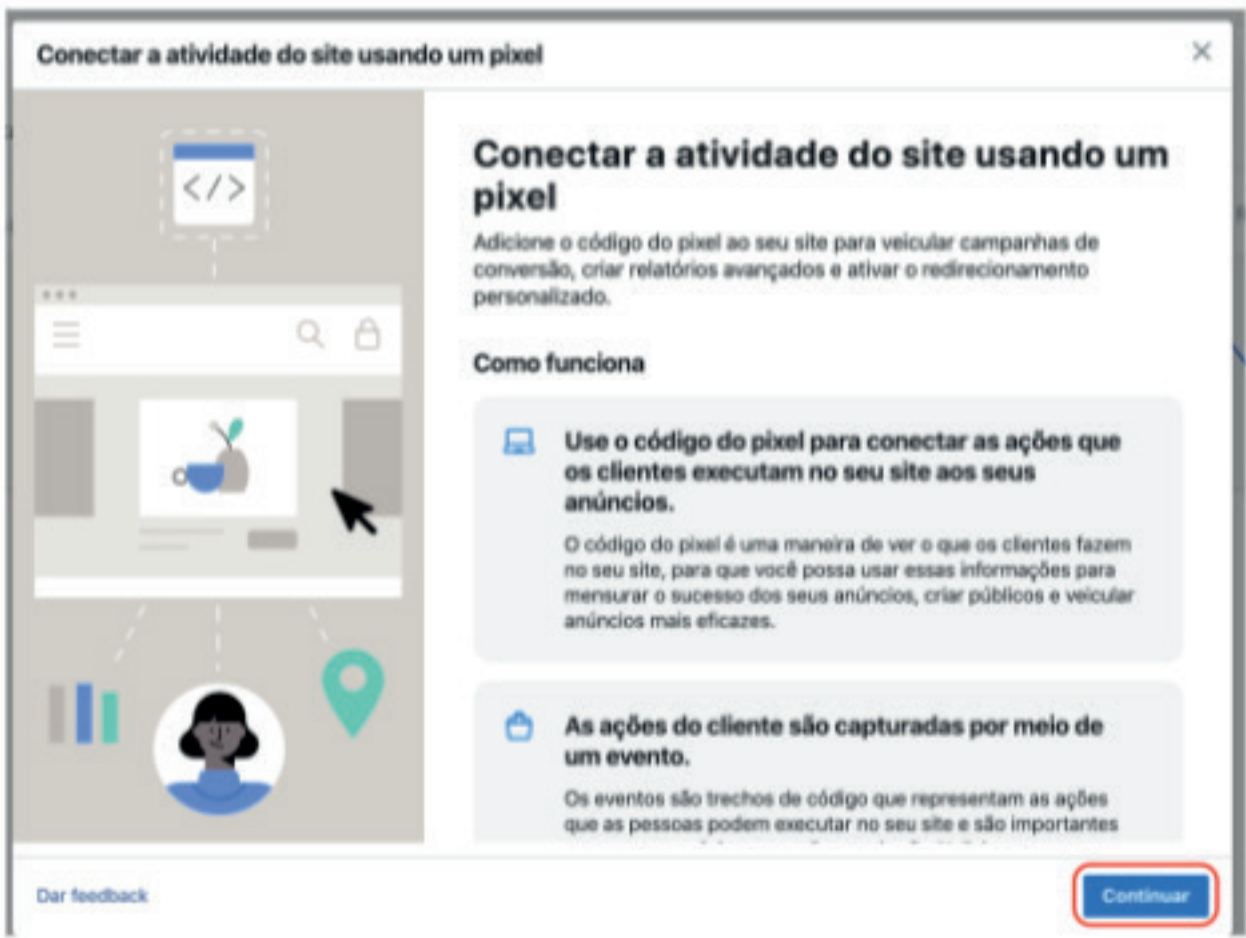 Conectar a atividade do site usando um pixel
</>
Conectar a atividade do site usando um
pixel
Adicione o código do pixel ao seu site para veicular campanhas de
conversão, criar relatórios avançados e ativar o redirecionamento
personalizado.
Como funciona
Use o código do pixel para conectar as ações que
os clientes executam no seu site aos seus
anúncios.
O código do pixel é uma maneira de ver o que os clientes fazem
no seu site, para que você possa usar essas informações para
mensurar o sucesso dos seus anúncios, criar públicos e veicular
anúncios mais eficazes.
As ações do cliente são capturadas por meio de
um evento.
Os eventos são trechos de código que representam as ações
que as pessoas podem executar no seu site e são importantes
Dar feedback
Continuar